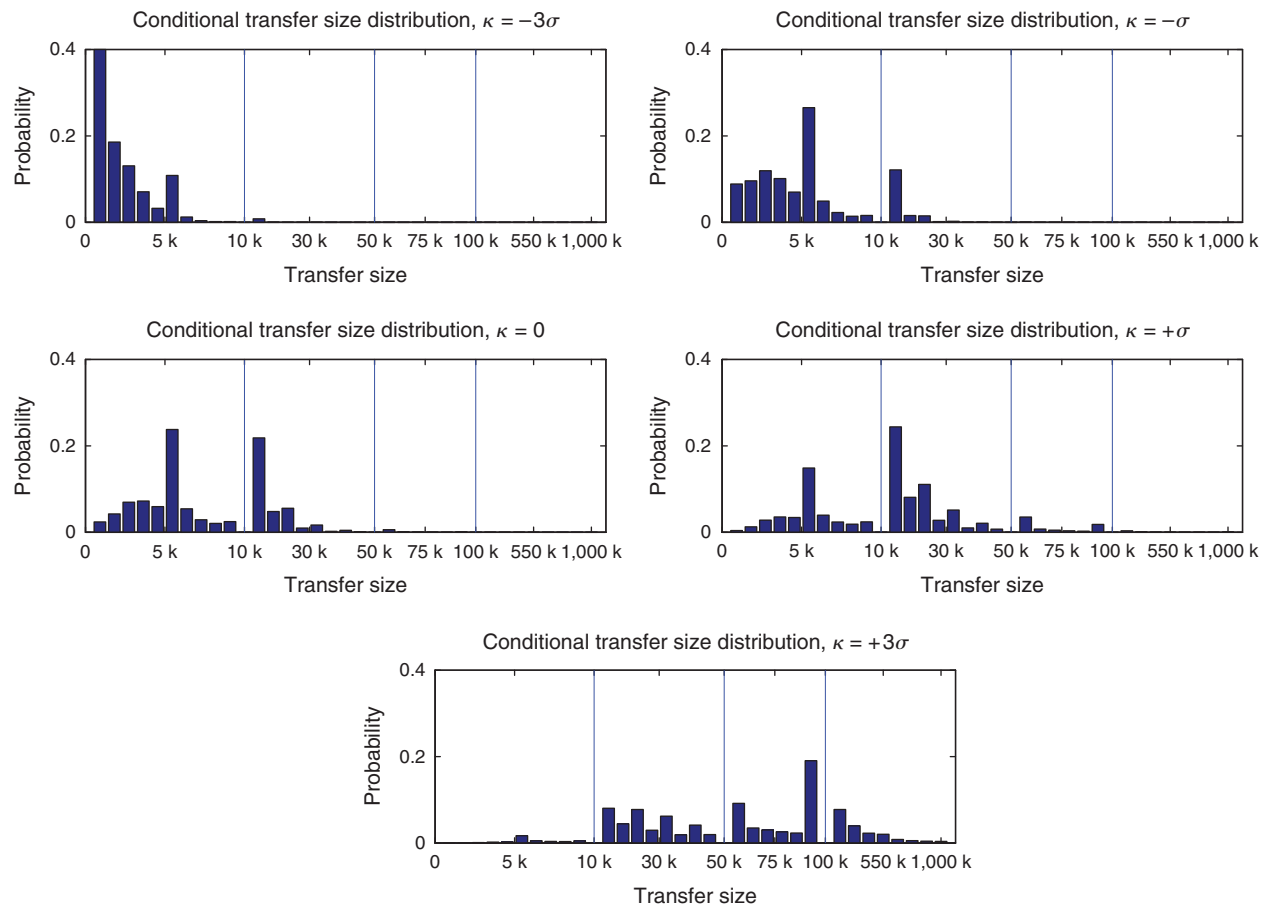 Conditional transfer size distribution, κ = −3σ
Probability
0.4
0.2
0
0 5 k 10 k 30 k 50 k 75 k 100 k 550 k 1,000 k
Transfer size
Conditional transfer size distribution, κ = −σ
Probability
0.4
0.2
0
0 5 k 10 k 30 k 50 k 75 k 100 k 550 k 1,000 k
Transfer size
Conditional transfer size distribution, κ = 0
Probability
0.4
0.2
0
0 5 k 10 k 30 k 50 k 75 k 100 k 550 k 1,000 k
Transfer size
Conditional transfer size distribution, κ = +σ
Probability
0.4
0.2
0
0 5 k 10 k 30 k 50 k 75 k 100 k 550 k 1,000 k
Transfer size
Conditional transfer size distribution, κ = +3σ
Probability
0.4
0.2
0
0 5 k 10 k 30 k 50 k 75 k 100 k 550 k 1,000 k
Transfer size